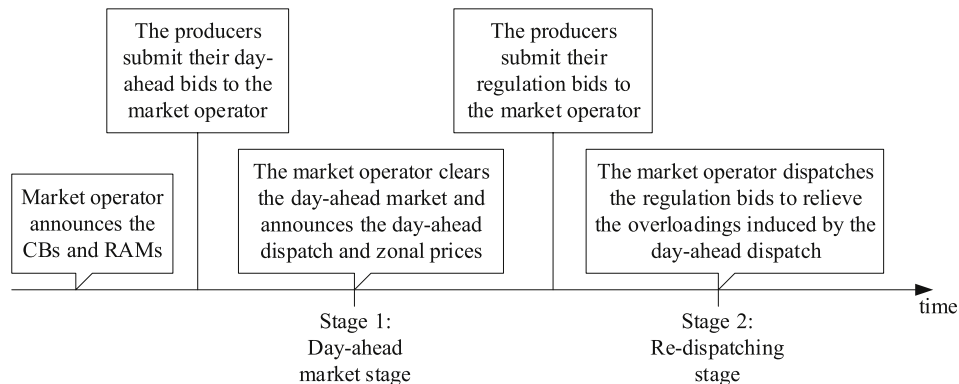 The producers
submit their day-
ahead bids to the
market operator
The producers
submit their
regulation bids to
the market operator
Market operator
announces the
CBs and RAMs
The market operator clears
the day-ahead market and
announces the day-ahead
dispatch and zonal prices
The market operator dispatches
the regulation bids to relieve
the overloadings induced by the
day-ahead dispatch
time
Stage 1:
Day-ahead
market stage
Stage 2:
Re-dispatching
stage